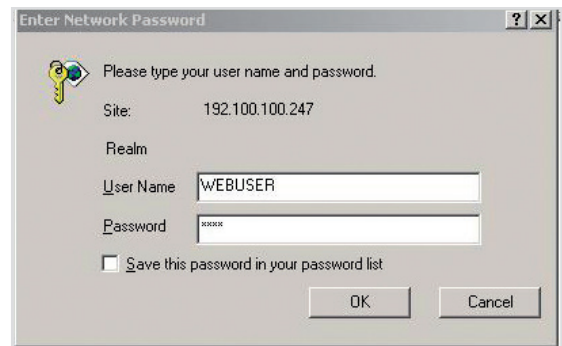 Enter Network Password
Please type your user name and password.
Site: 192.100.100.247
Realm
User Name WEBUSER
Password xxxx
Save this password in your password list
OK Cancel